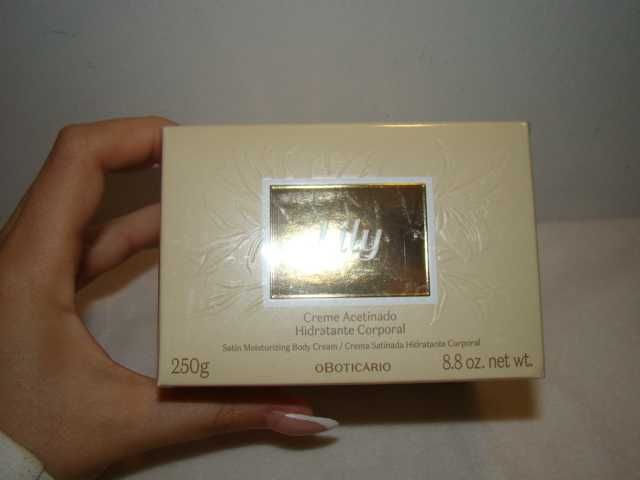 Lily
Creme Acetinado
Hidratante Corporal
Satin Moisturizing Body Cream / Crema Satinada Hidratante Corporal
250g
oBOTICÁRIO
8.8 oz. net wt.